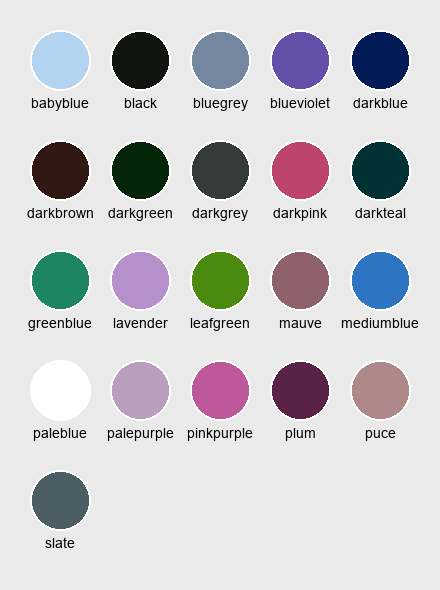 babyblue black bluegrey blueviolet darkblue
darkbrown darkgreen darkgrey darkpink darkteal
greenblue lavender leafgreen mauve mediumblue
paleblue palepurple pinkpurple plum puce
slate